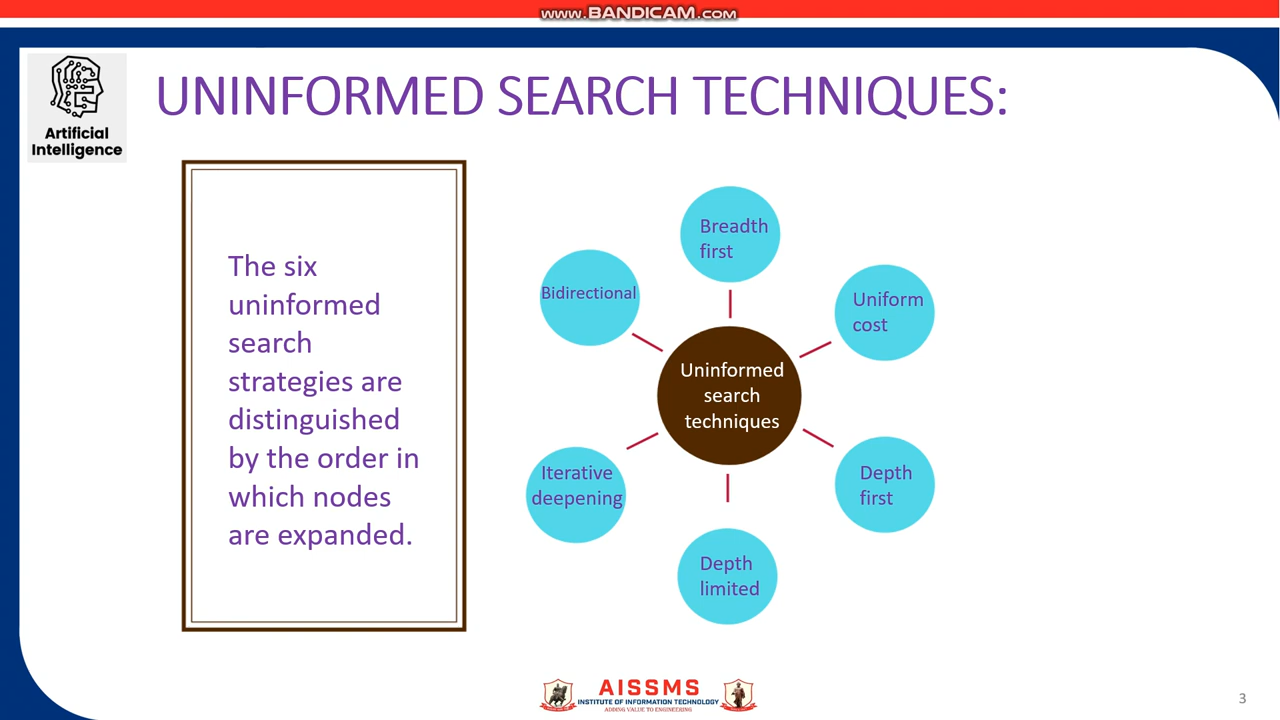 www.BANDICAM.com
UNINFORMED SEARCH TECHNIQUES:
Artificial
Intelligence
The six
uninformed
search
strategies are
distinguished
by the order in
which nodes
are expanded.
Breadth
first
Uniform
cost
Depth
first
Depth
limited
Iterative
deepening
Bidirectional
Uninformed
search
techniques
AISSMS
INSTITUTE OF INFORMATION TECHNOLOGY
ADDING VALUE TO ENGINEERING
3